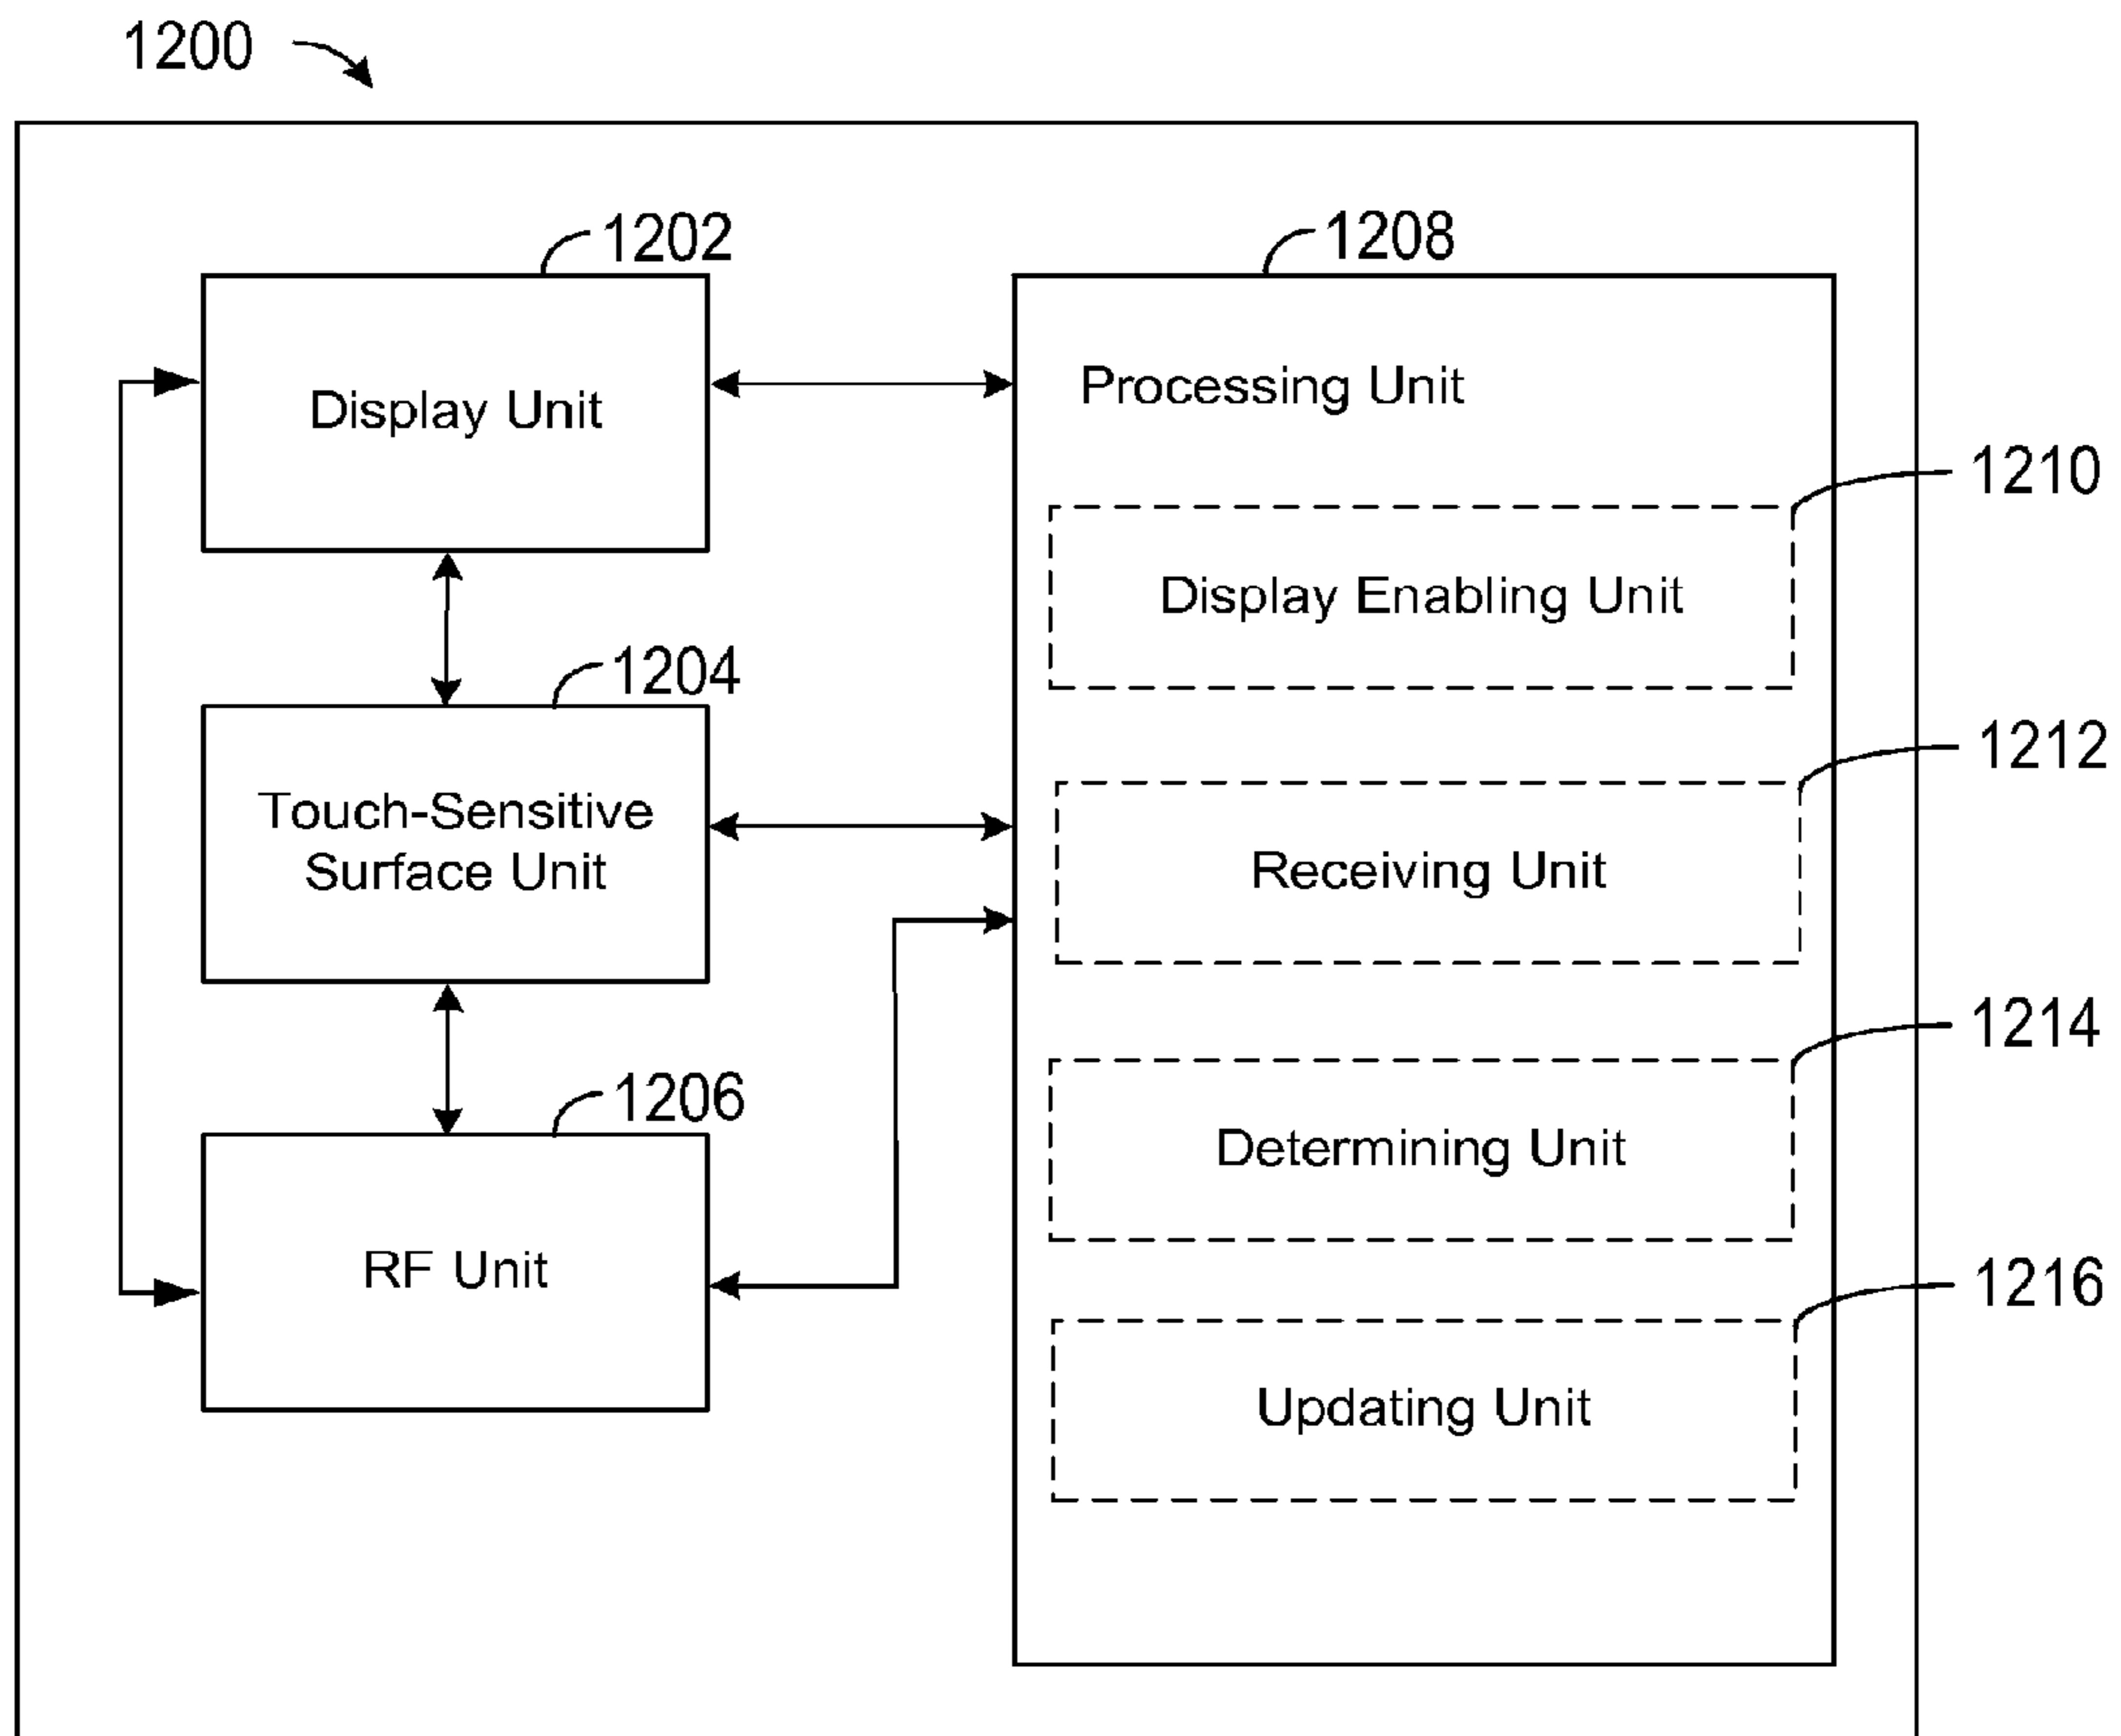 1200
1202
1208
Display Unit
Processing Unit
1210
Display Enabling Unit
1204
1212
Touch-Sensitive
Surface Unit
Receiving Unit
1214
1206
Determining Unit
RF Unit
1216
Updating Unit